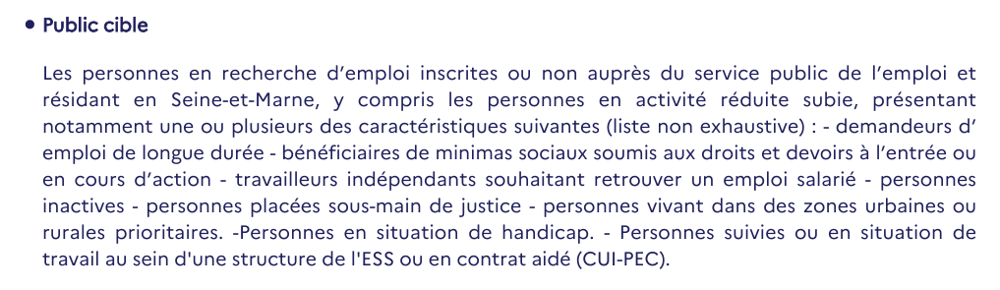 • Public cible
Les personnes en recherche d’emploi inscrites ou non auprès du service public de l’emploi et
résidant en Seine-et-Marne, y compris les personnes en activité réduite subie, présentant
notamment une ou plusieurs des caractéristiques suivantes (liste non exhaustive) : - demandeurs d’
emploi de longue durée - bénéficiaires de minimas sociaux soumis aux droits et devoirs à l’entrée ou
en cours d’action - travailleurs indépendants souhaitant retrouver un emploi salarié - personnes
inactives - personnes placées sous-main de justice - personnes vivant dans des zones urbaines ou
rurales prioritaires. -Personnes en situation de handicap. - Personnes suivies ou en situation de
travail au sein d'une structure de l'ESS ou en contrat aidé (CUI-PEC).